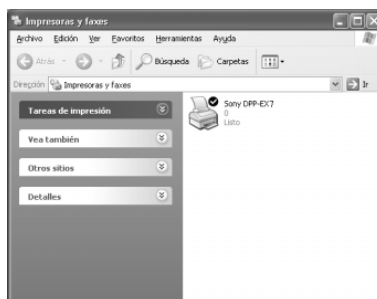 Impresoras y faxes
Archivo Edición Ver Favoritos Herramientas Ayuda
Atrás Búsqueda Carpetas
Dirección Impresoras y faxes Ir
Tareas de impresión
Vea también
Otros sitios
Detalles
Sony DPP-EX7
0
Listo